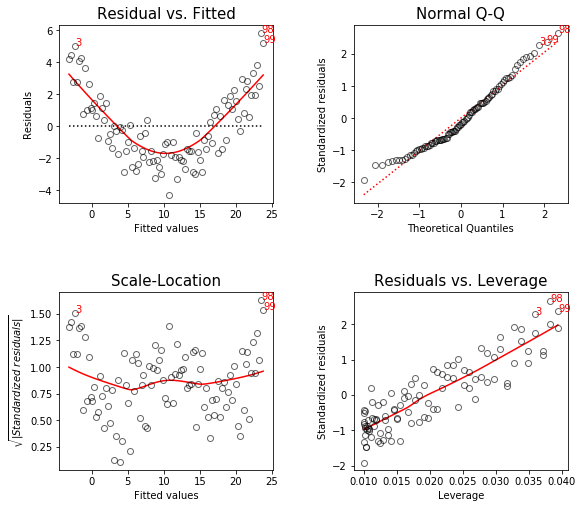 Residual vs. Fitted
6
4
2
0
−2
−4
Residuals
0 5 10 15 20 25
Fitted values
3
98
99
Normal Q-Q
2
1
0
−1
−2
Standardized residuals
−2 −1 0 1 2
Theoretical Quantiles
3
99
98
Scale-Location
1.50
1.25
1.00
0.75
0.50
0.25
√|Standardized residuals|
0 5 10 15 20 25
Fitted values
3
98
99
Residuals vs. Leverage
2
1
0
−1
−2
Standardized residuals
0.010 0.015 0.020 0.025 0.030 0.035 0.040
Leverage
3
98
99